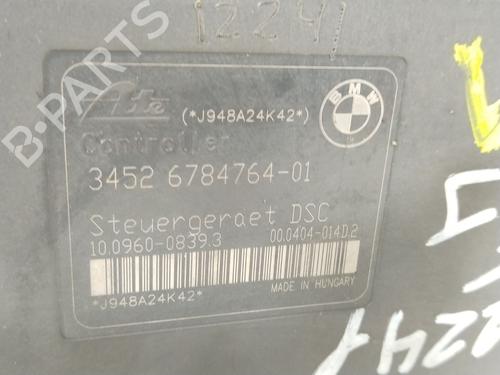 12241
Ate
(*J948A24K42*)
BMW
Controller
3452 6784764-01
Steuergeraet DSC
10.0960-0839.3
00.0404-014D.2
*J948A24K42*
MADE IN HUNGARY
B-PARTS